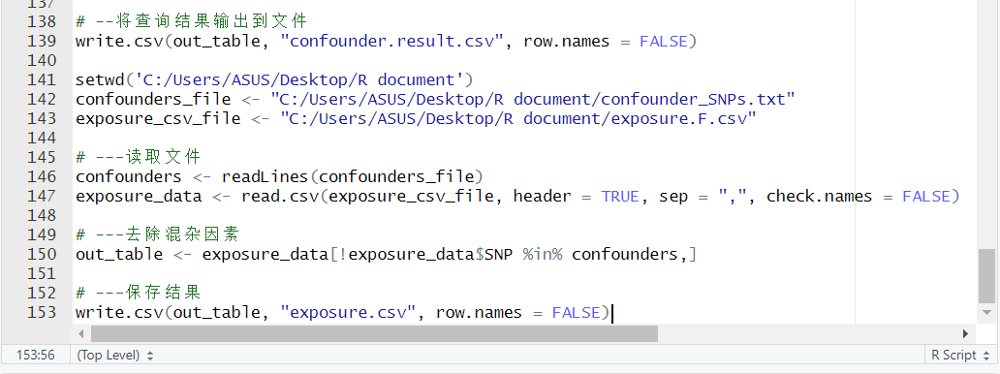 137
138 # --将查询结果输出到文件
139 write.csv(out_table, "confounder.result.csv", row.names = FALSE)
140
141 setwd('C:/Users/ASUS/Desktop/R document')
142 confounders_file <- "C:/Users/ASUS/Desktop/R document/confounder_SNPs.txt"
143 exposure_csv_file <- "C:/Users/ASUS/Desktop/R document/exposure.F.csv"
144
145 # ---读取文件
146 confounders <- readLines(confounders_file)
147 exposure_data <- read.csv(exposure_csv_file, header = TRUE, sep = ",", check.names = FALSE)
148
149 # ---去除混杂因素
150 out_table <- exposure_data[!exposure_data$SNP %in% confounders,]
151
152 # ---保存结果
153 write.csv(out_table, "exposure.csv", row.names = FALSE)
153:56 (Top Level) R Script